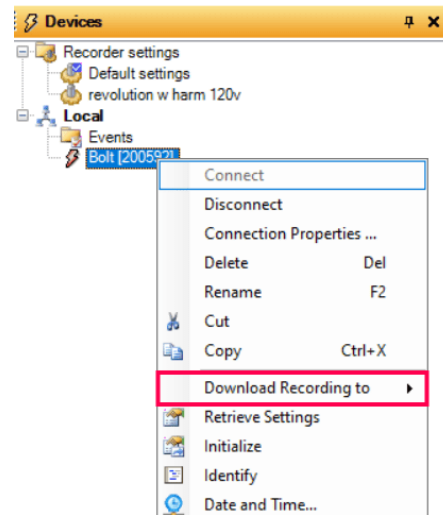 Devices
Recorder settings
Default settings
revolution w harm 120v
Local
Events
Bolt [200592]
Connect
Disconnect
Connection Properties ...
Delete Del
Rename F2
Cut
Copy Ctrl+X
Download Recording to
Retrieve Settings
Initialize
Identify
Date and Time...